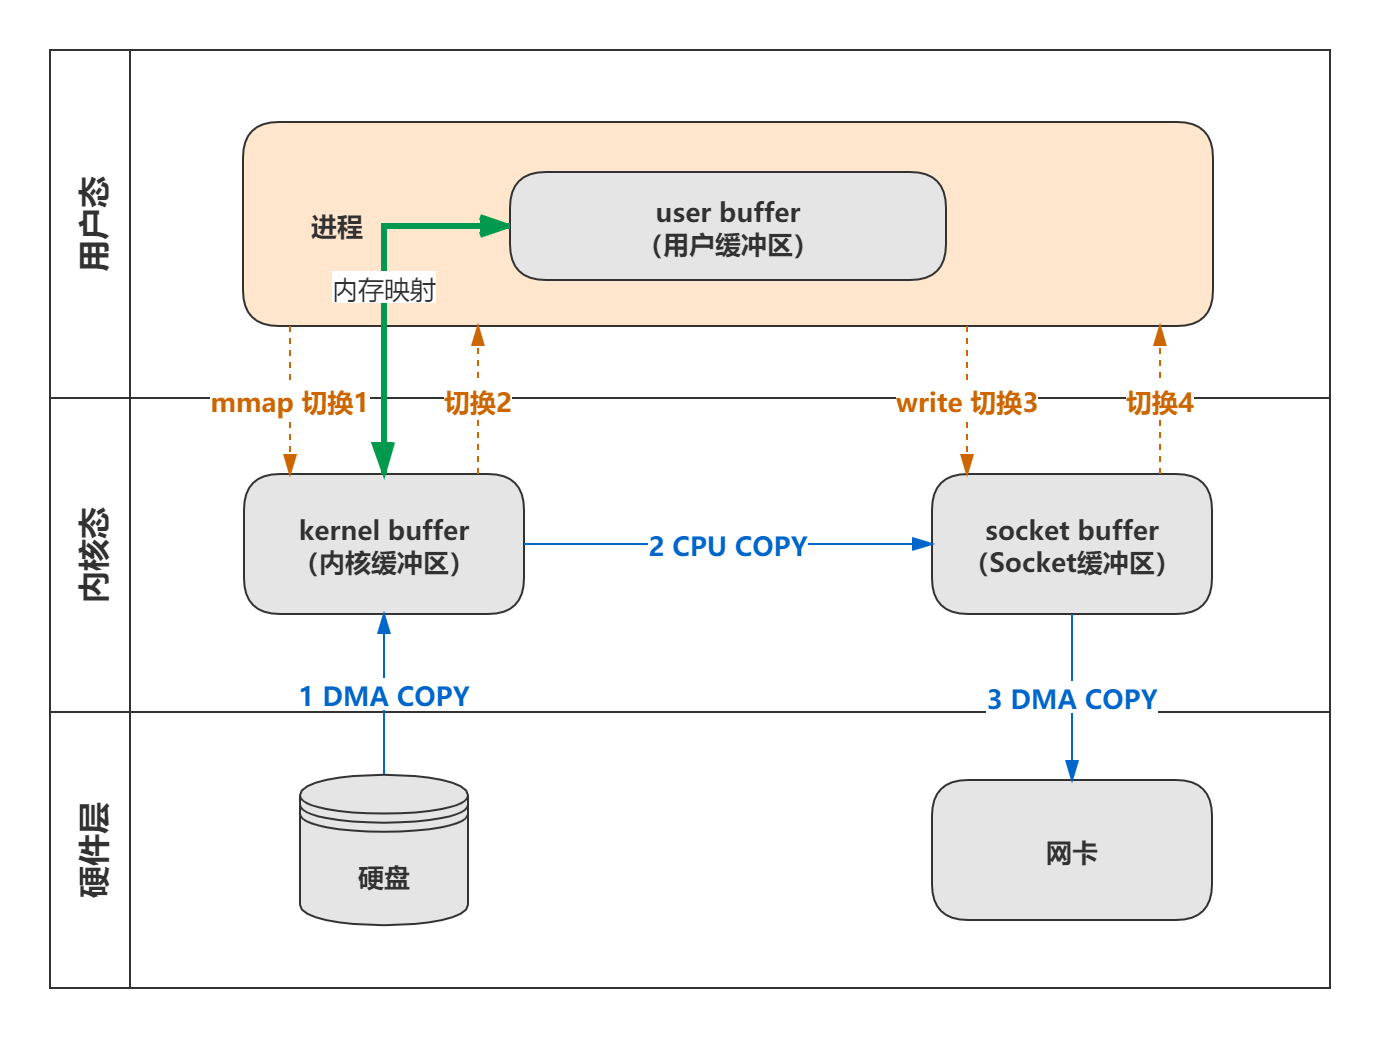 用户态
进程
user buffer
（用户缓冲区）
内存映射
mmap 切换1
切换2
write 切换3
切换4
内核态
kernel buffer
（内核缓冲区）
2 CPU COPY
socket buffer
（Socket缓冲区）
1 DMA COPY
3 DMA COPY
硬件层
硬盘
网卡